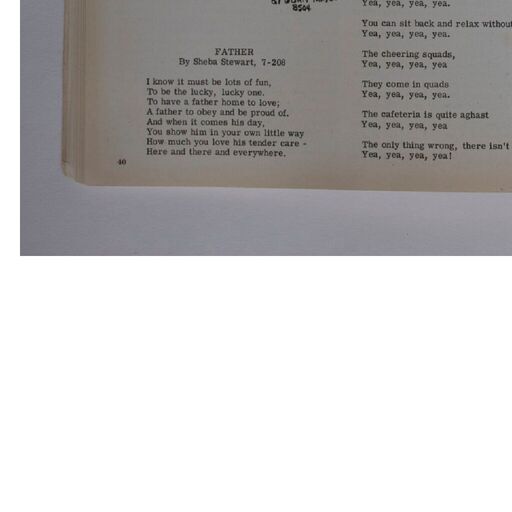 8504
FATHER
By Sheba Stewart, 7-208
I know it must be lots of fun,
To be the lucky, lucky one.
To have a father home to love;
A father to obey and be proud of.
And when it comes his day,
You show him in your own little way
How much you love his tender care -
Here and there and everywhere.
40
Yea, yea, yea, yea.
You can sit back and relax without
Yea, yea, yea, yea.
The cheering squads,
Yea, yea, yea, yea
They come in quads
Yea, yea, yea, yea.
The cafeteria is quite aghast
Yea, yea, yea, yea
The only thing wrong, there isn't
Yea, yea, yea, yea!